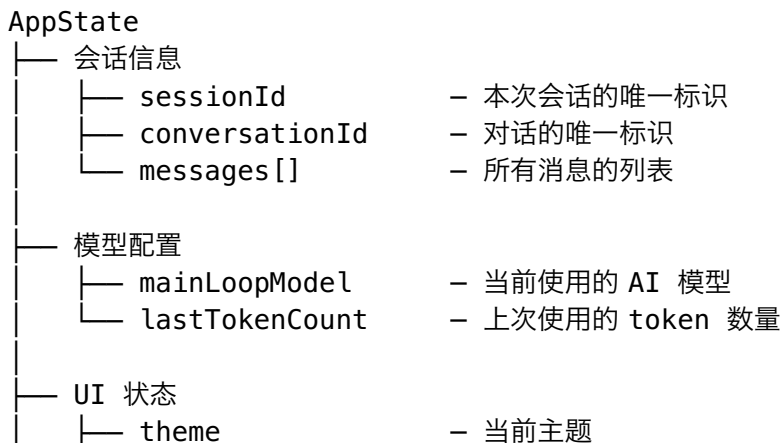 AppState
├── 会话信息
│   ├── sessionId          — 本次会话的唯一标识
│   ├── conversationId     — 对话的唯一标识
│   └── messages[]         — 所有消息的列表
│
├── 模型配置
│   ├── mainLoopModel      — 当前使用的 AI 模型
│   └── lastTokenCount     — 上次使用的 token 数量
│
├── UI 状态
│   ├── theme              — 当前主题